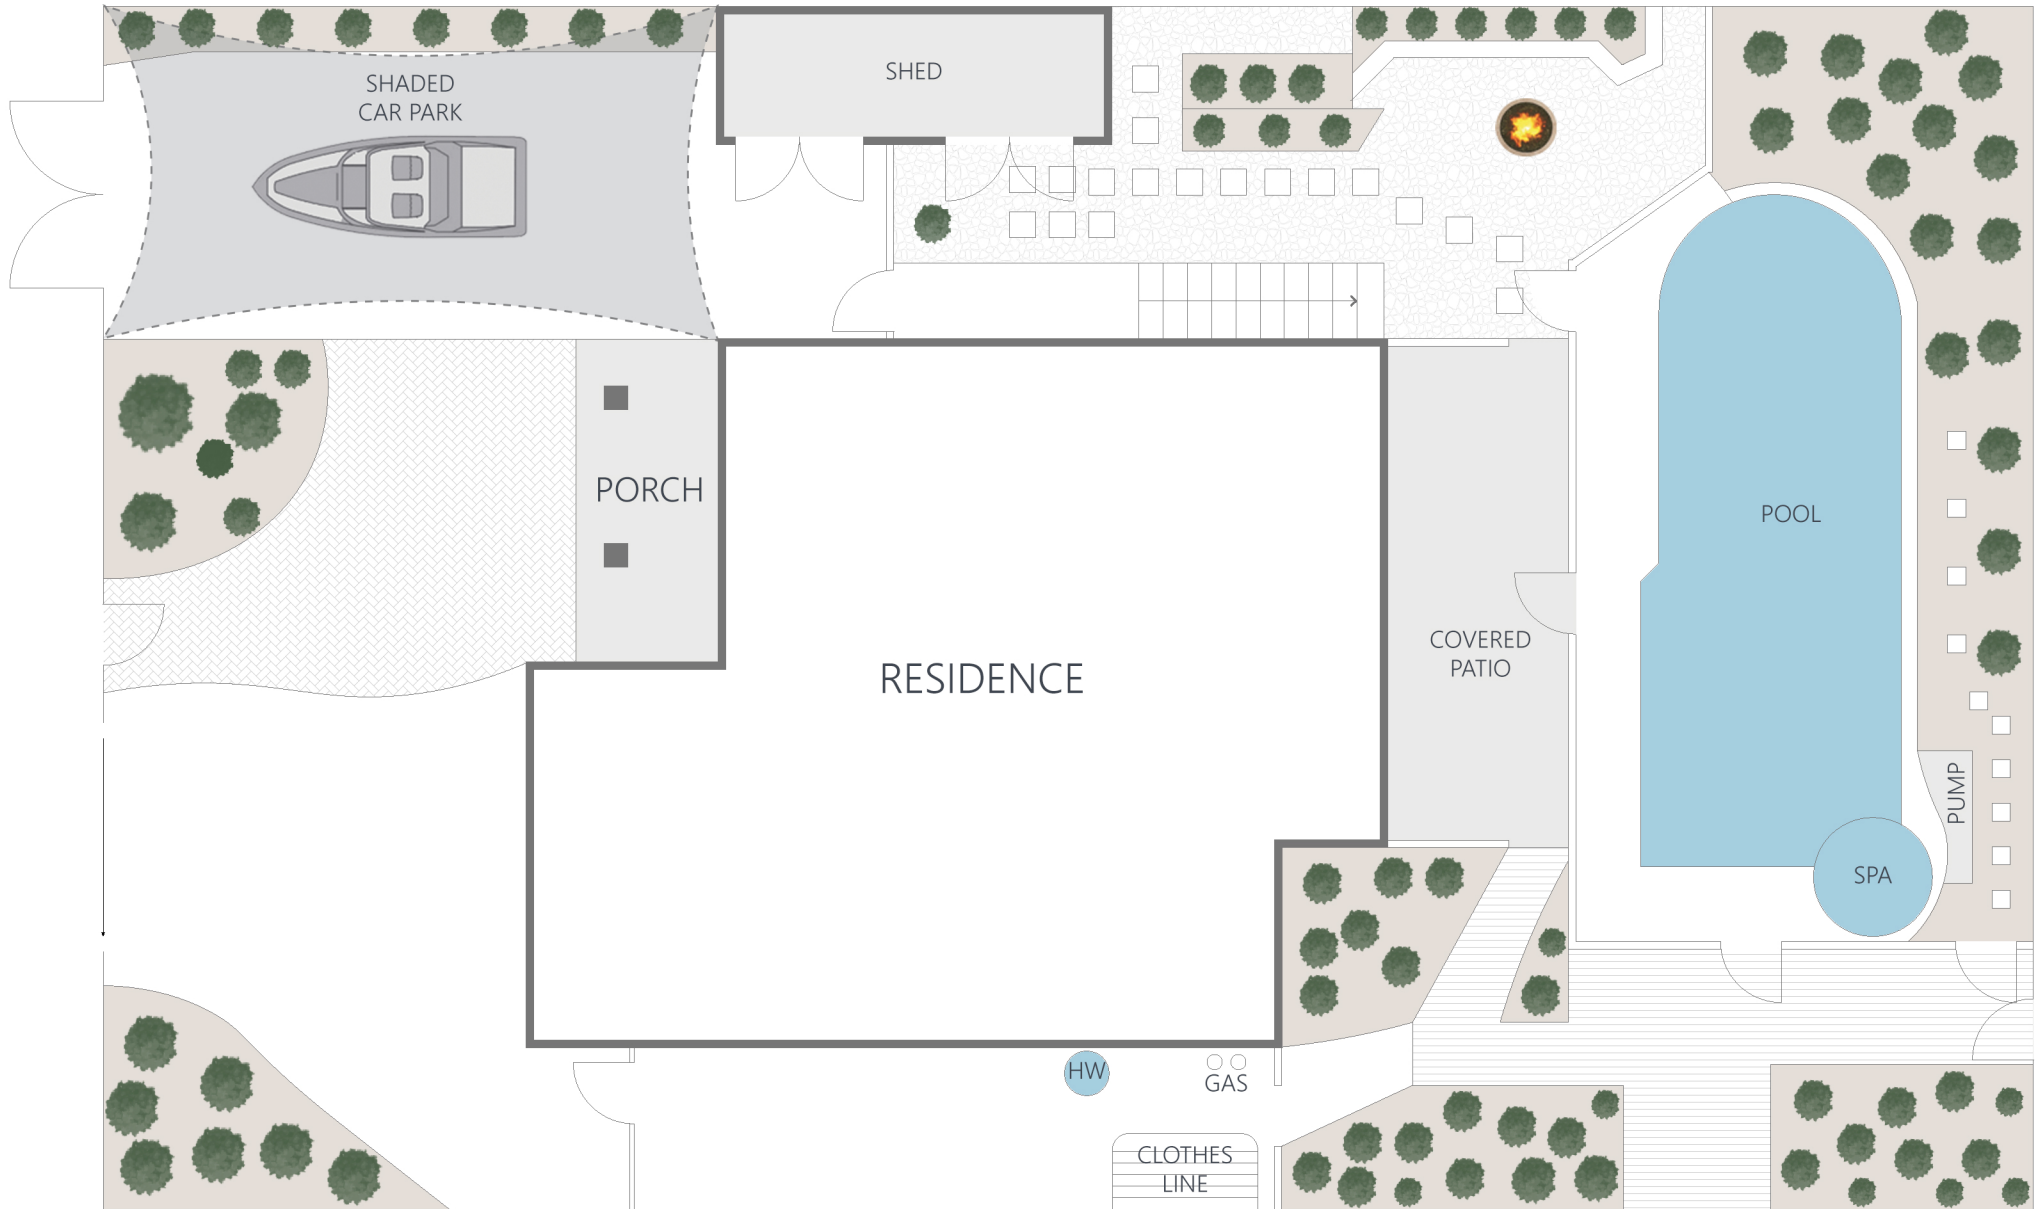 SHADED
CAR PARK
SHED
PORCH
RESIDENCE
COVERED
PATIO
POOL
PUMP
SPA
HW
GAS
CLOTHES
LINE